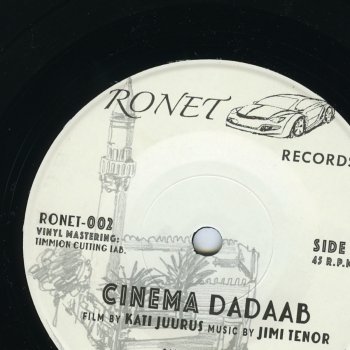 RONET
RECORDS
RONET-002
VINYL MASTERING:
TIMMION CUTTING LAB.
SIDE
45 R.P.M
CINEMA DADAAB
FILM BY KATI JUURUS MUSIC BY JIMI TENOR